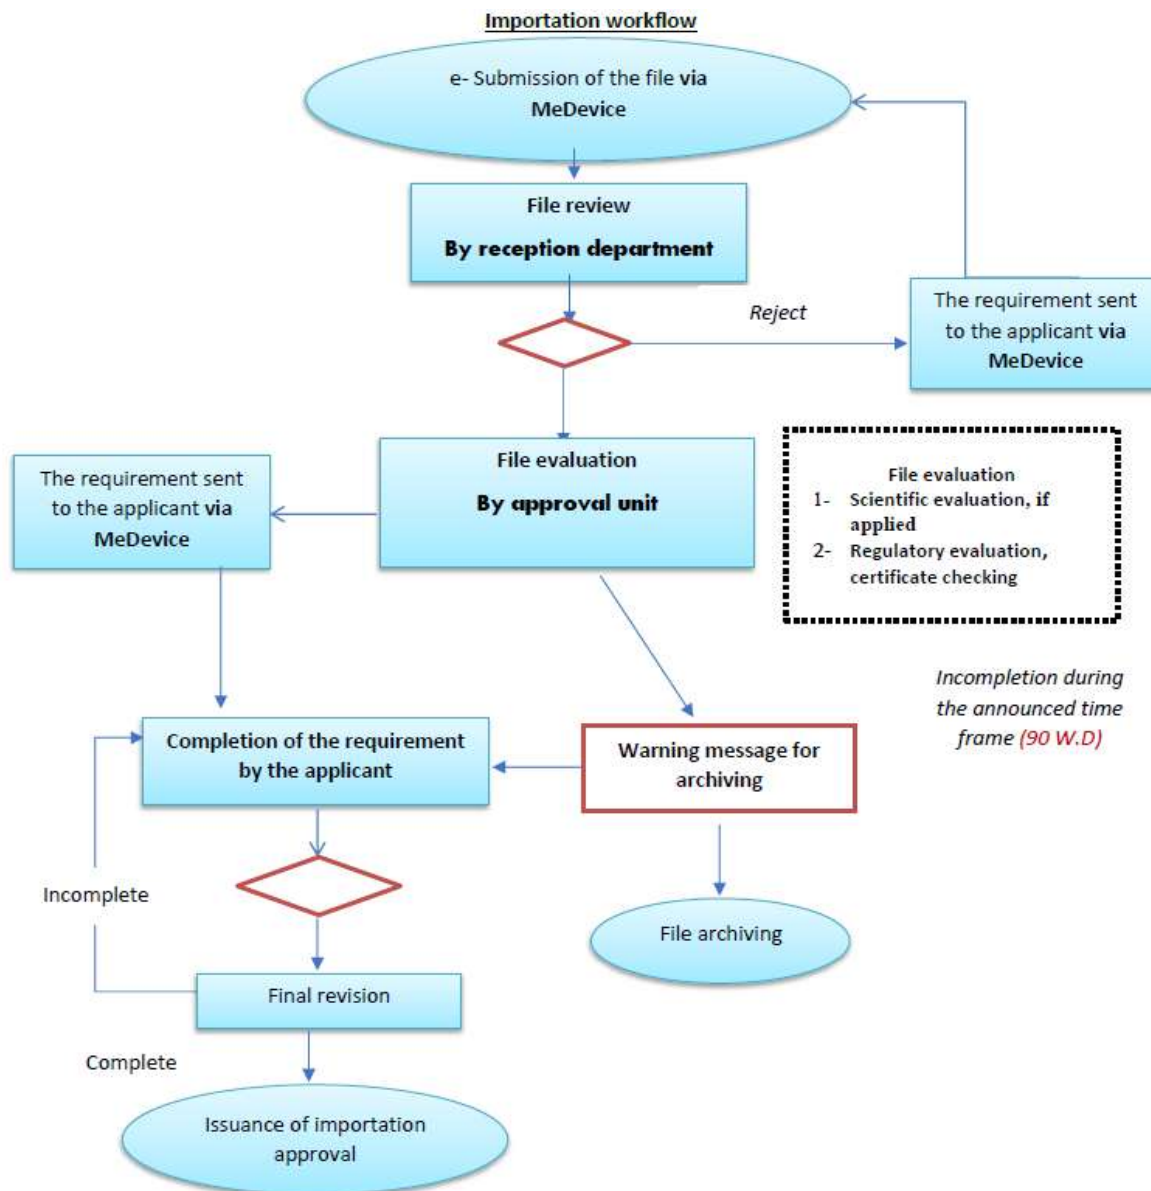 Importation workflow
e- Submission of the file via
MeDevice
File review
By reception department
Reject
The requirement sent
to the applicant via
MeDevice
File evaluation
By approval unit
The requirement sent
to the applicant via
MeDevice
File evaluation
1- Scientific evaluation, if
applied
2- Regulatory evaluation,
certificate checking
Incompletion during
the announced time
frame (90 W.D)
Completion of the requirement
by the applicant
Warning message for
archiving
Incomplete
File archiving
Final revision
Complete
Issuance of importation
approval